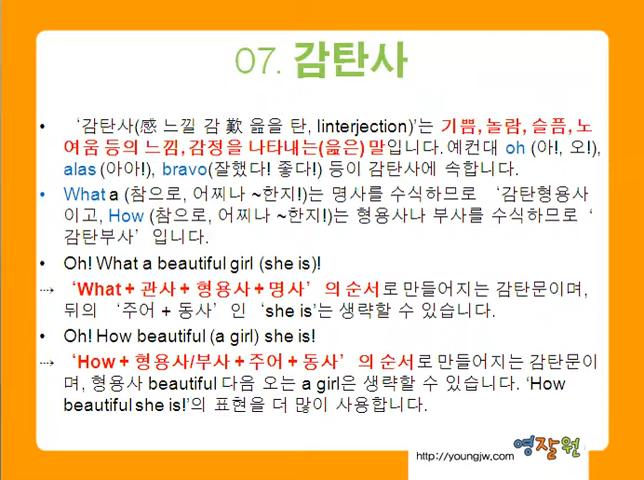 07. 감탄사
• ‘감탄사(感 느낄 감 歎 읊을 탄, Iinterjection)’는 기쁨, 놀람, 슬픔, 노
여움 등의 느낌, 감정을 나타내는(읊은) 말입니다. 예컨대 oh (아!, 오!),
alas (아아!), bravo(잘했다! 좋다!) 등이 감탄사에 속합니다.
• What a (참으로, 어찌나 ~한지!)는 명사를 수식하므로 ‘감탄형용사’
이고, How (참으로, 어찌나 ~한지!)는 형용사나 부사를 수식하므로 ‘
감탄부사’입니다.
• Oh! What a beautiful girl (she is)!
⇢ ‘What + 관사 + 형용사 + 명사’의 순서로 만들어지는 감탄문이며,
뒤의 ‘주어 + 동사’인 ‘she is’는 생략할 수 있습니다.
• Oh! How beautiful (a girl) she is!
⇢ ‘How + 형용사/부사 + 주어 + 동사’의 순서로 만들어지는 감탄문이
며, 형용사 beautiful 다음 오는 a girl은 생략할 수 있습니다. ‘How
beautiful she is!’의 표현을 더 많이 사용합니다.
http://youngjw.com 영잘원